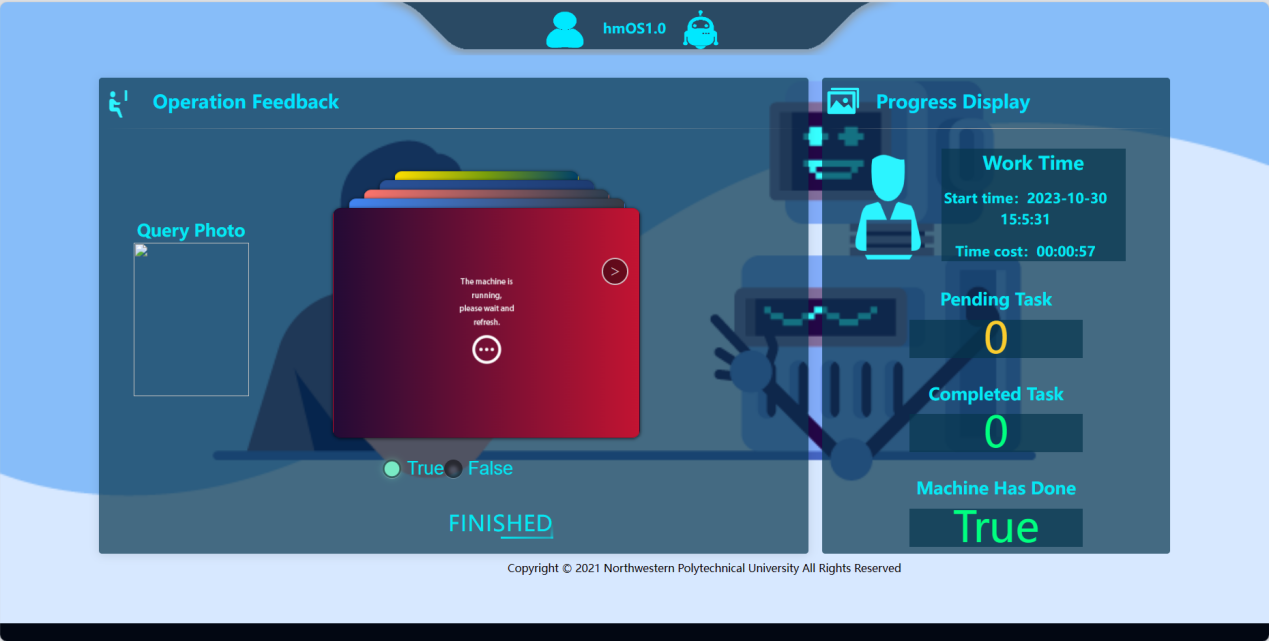 hmOS1.0
Operation Feedback
Query Photo
The machine is
running,
please wait and
refresh.
>
True False
FINISHED
Progress Display
Work Time
Start time: 2023-10-30
15:5:31
Time cost: 00:00:57
Pending Task
0
Completed Task
0
Machine Has Done
True
Copyright © 2021 Northwestern Polytechnical University All Rights Reserved